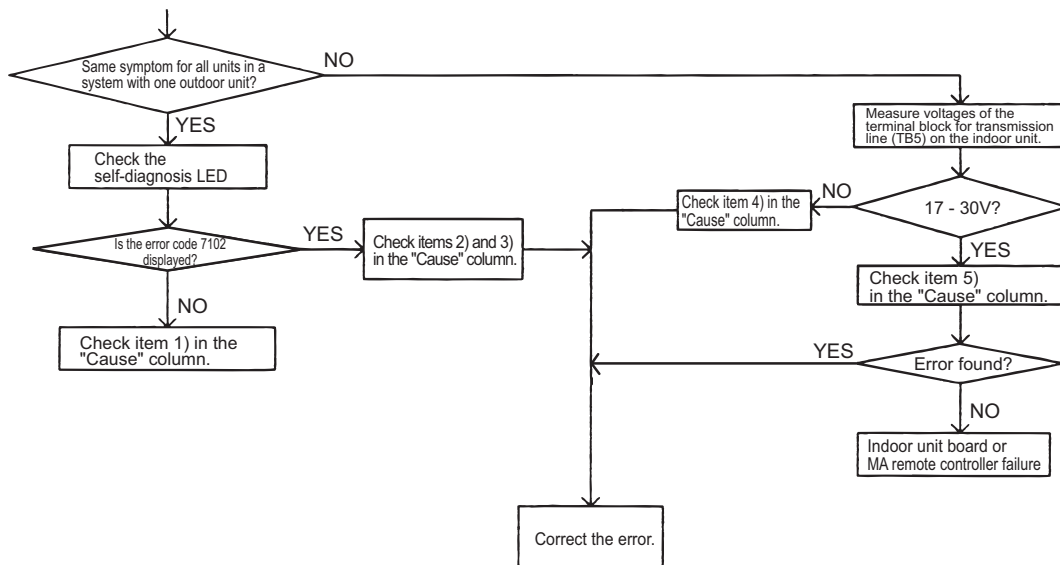 Same symptom for all units in a
system with one outdoor unit?
NO
YES
Measure voltages of the
terminal block for transmission
line (TB5) on the indoor unit.
Check the
self-diagnosis LED
NO
Check item 4) in the
"Cause" column.
17 - 30V?
Is the error code 7102
displayed?
YES
Check items 2) and 3)
in the "Cause" column.
YES
Check item 5)
in the "Cause" column.
NO
Check item 1) in the
"Cause" column.
YES
Error found?
NO
Indoor unit board or
MA remote controller failure
Correct the error.